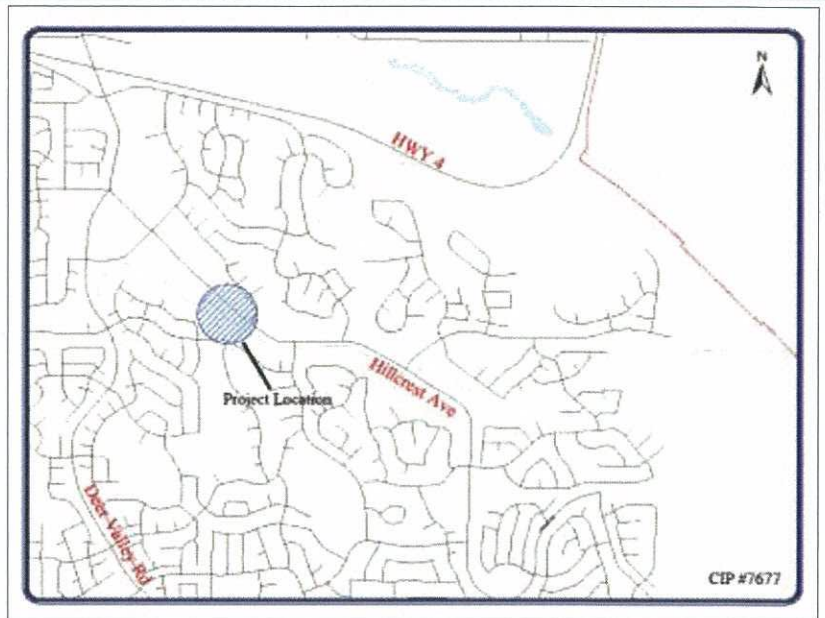 N
HWY 4
Hillcrest Ave
Project Location
Deer Valley Rd
CIP #7677